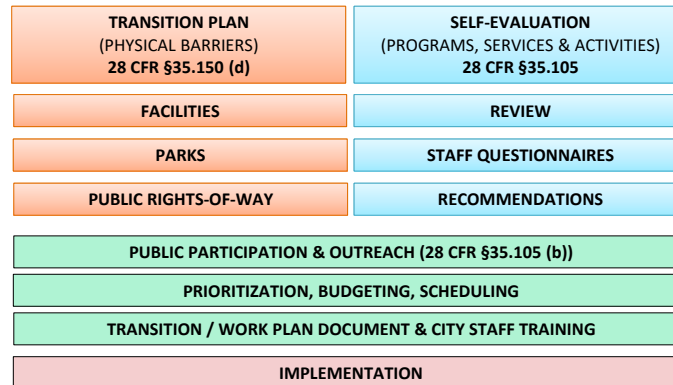 TRANSITION PLAN
(PHYSICAL BARRIERS)
28 CFR §35.150 (d)
SELF-EVALUATION
(PROGRAMS, SERVICES & ACTIVITIES)
28 CFR §35.105
FACILITIES
REVIEW
PARKS
STAFF QUESTIONNAIRES
PUBLIC RIGHTS-OF-WAY
RECOMMENDATIONS
PUBLIC PARTICIPATION & OUTREACH (28 CFR §35.105 (b))
PRIORITIZATION, BUDGETING, SCHEDULING
TRANSITION / WORK PLAN DOCUMENT & CITY STAFF TRAINING
IMPLEMENTATION